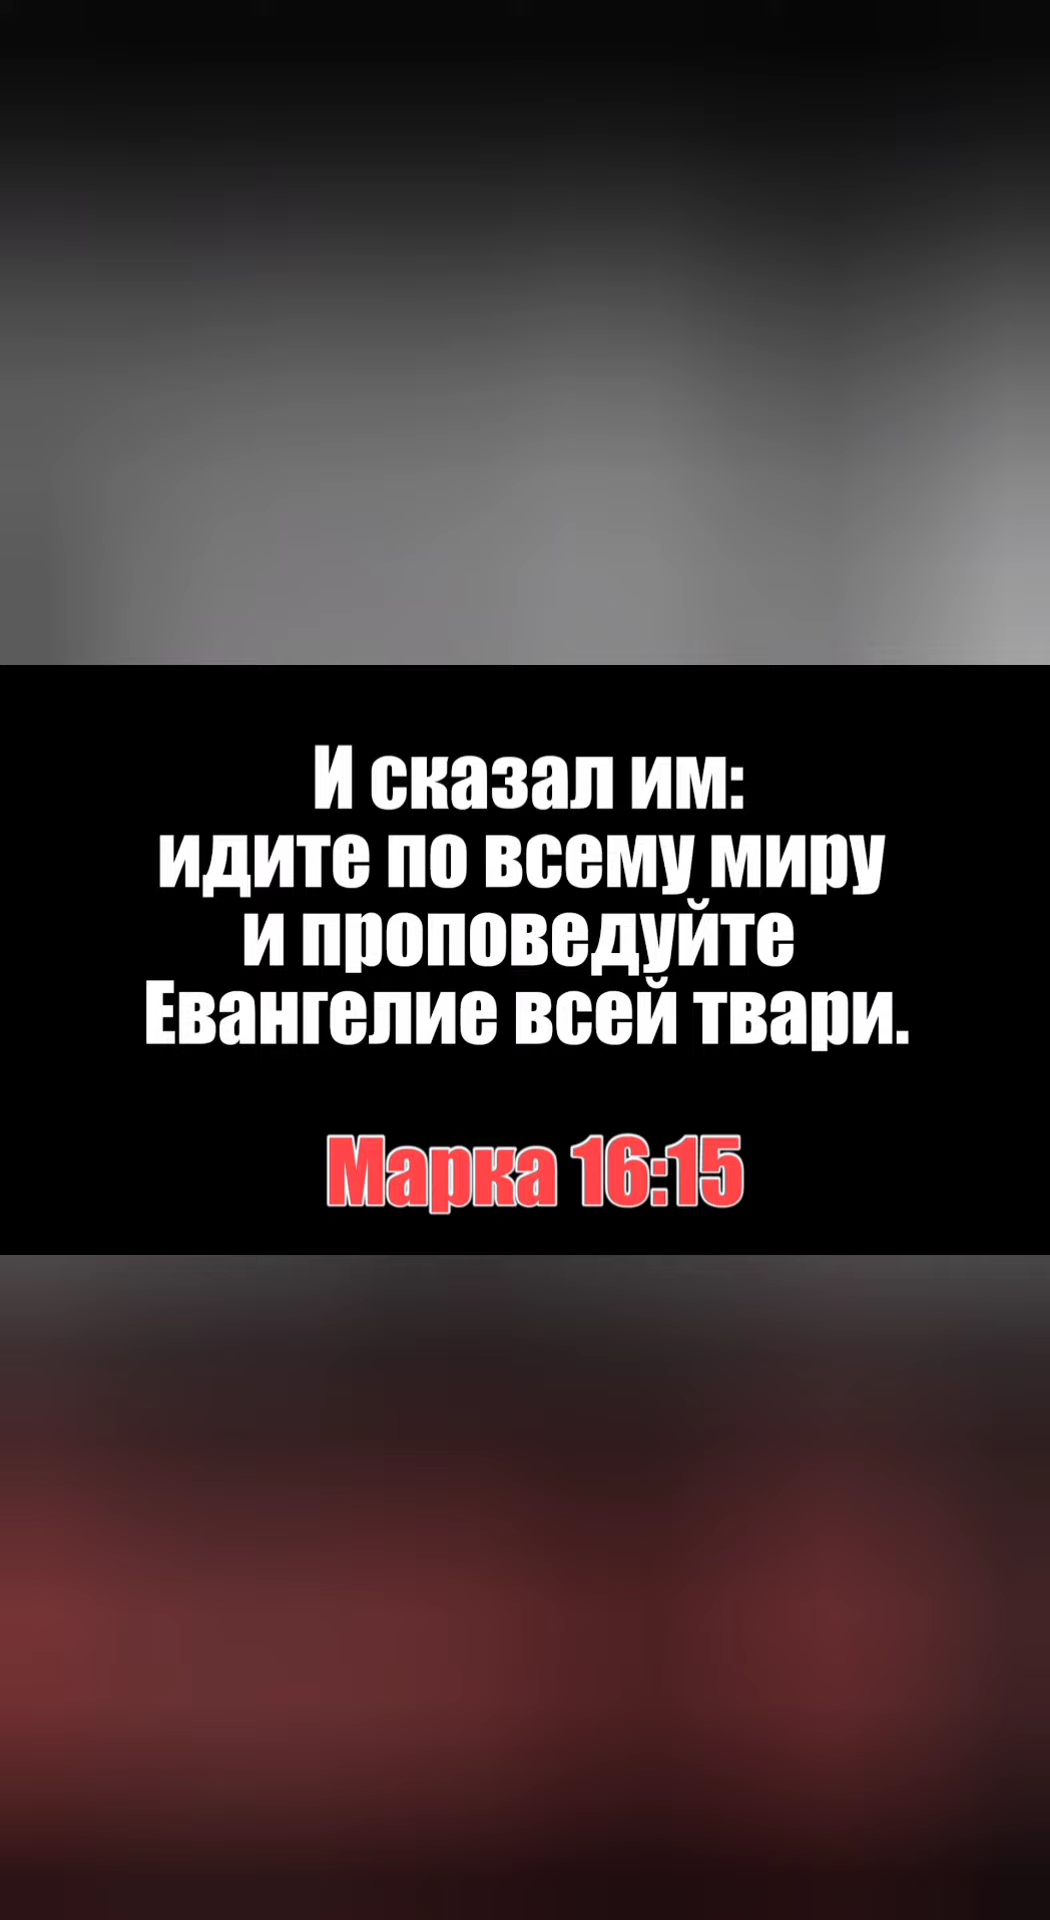 И сказал им:
идите по всему миру
и проповедуйте
Евангелие всей твари.
Марка 16:15